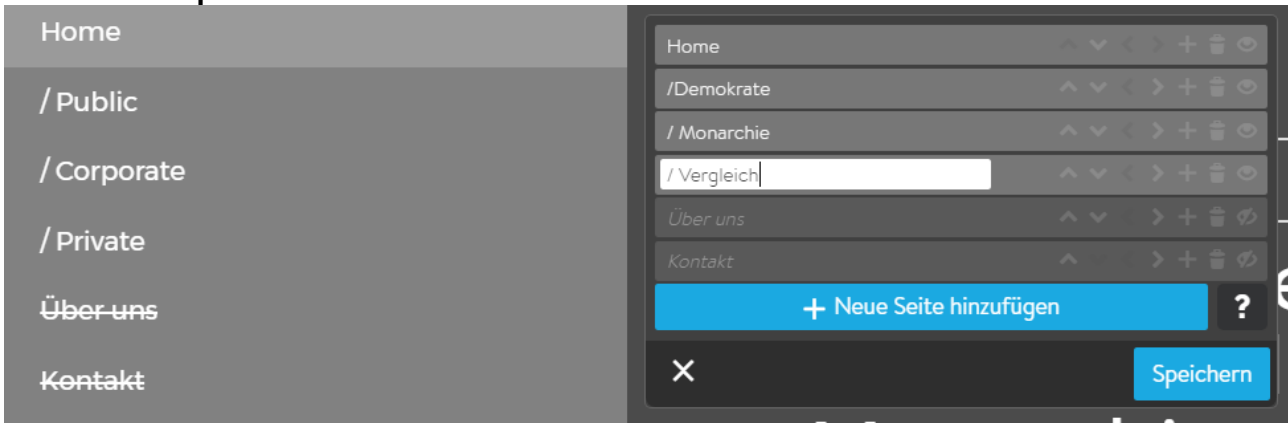 Home
/ Public
/ Corporate
/ Private
Über uns
Kontakt
Home
/Demokrate
/ Monarchie
/ Vergleich
Über uns
Kontakt
+ Neue Seite hinzufügen
?
× Speichern